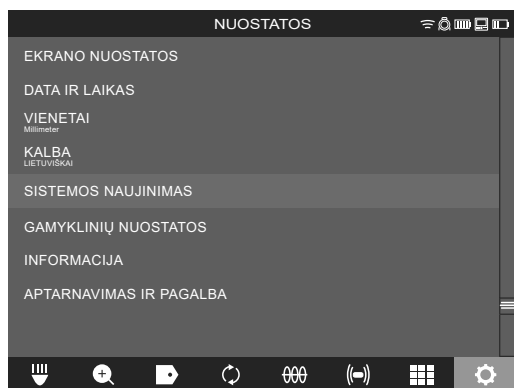 NUOSTATOS
EKRANO NUOSTATOS
DATA IR LAIKAS
VIENETAI
Millimeter
KALBA
LIETUVIŠKAI
SISTEMOS NAUJINIMAS
GAMYKLINIŲ NUOSTATOS
INFORMACIJA
APTARNAVIMAS IR PAGALBA